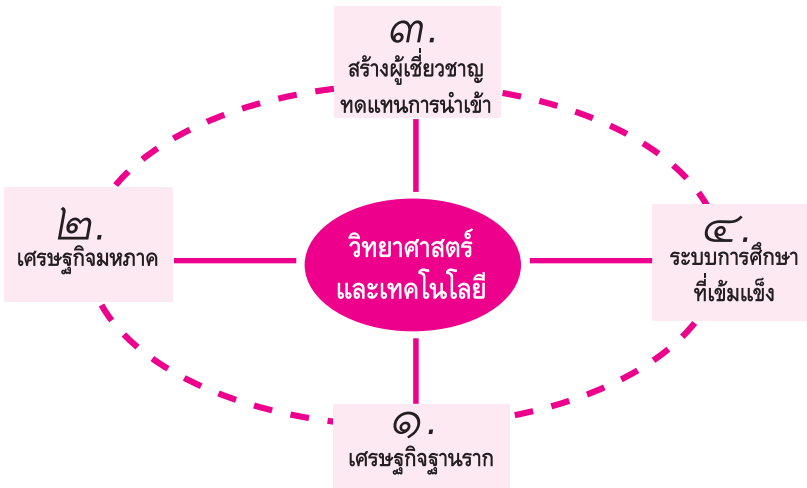 ๓.
สร้างผู้เชี่ยวชาญ
ทดแทนการนำเข้า
๒.
เศรษฐกิจมหภาค
วิทยาศาสตร์
และเทคโนโลยี
๔.
ระบบการศึกษา
ที่เข้มแข็ง
๑.
เศรษฐกิจฐานราก